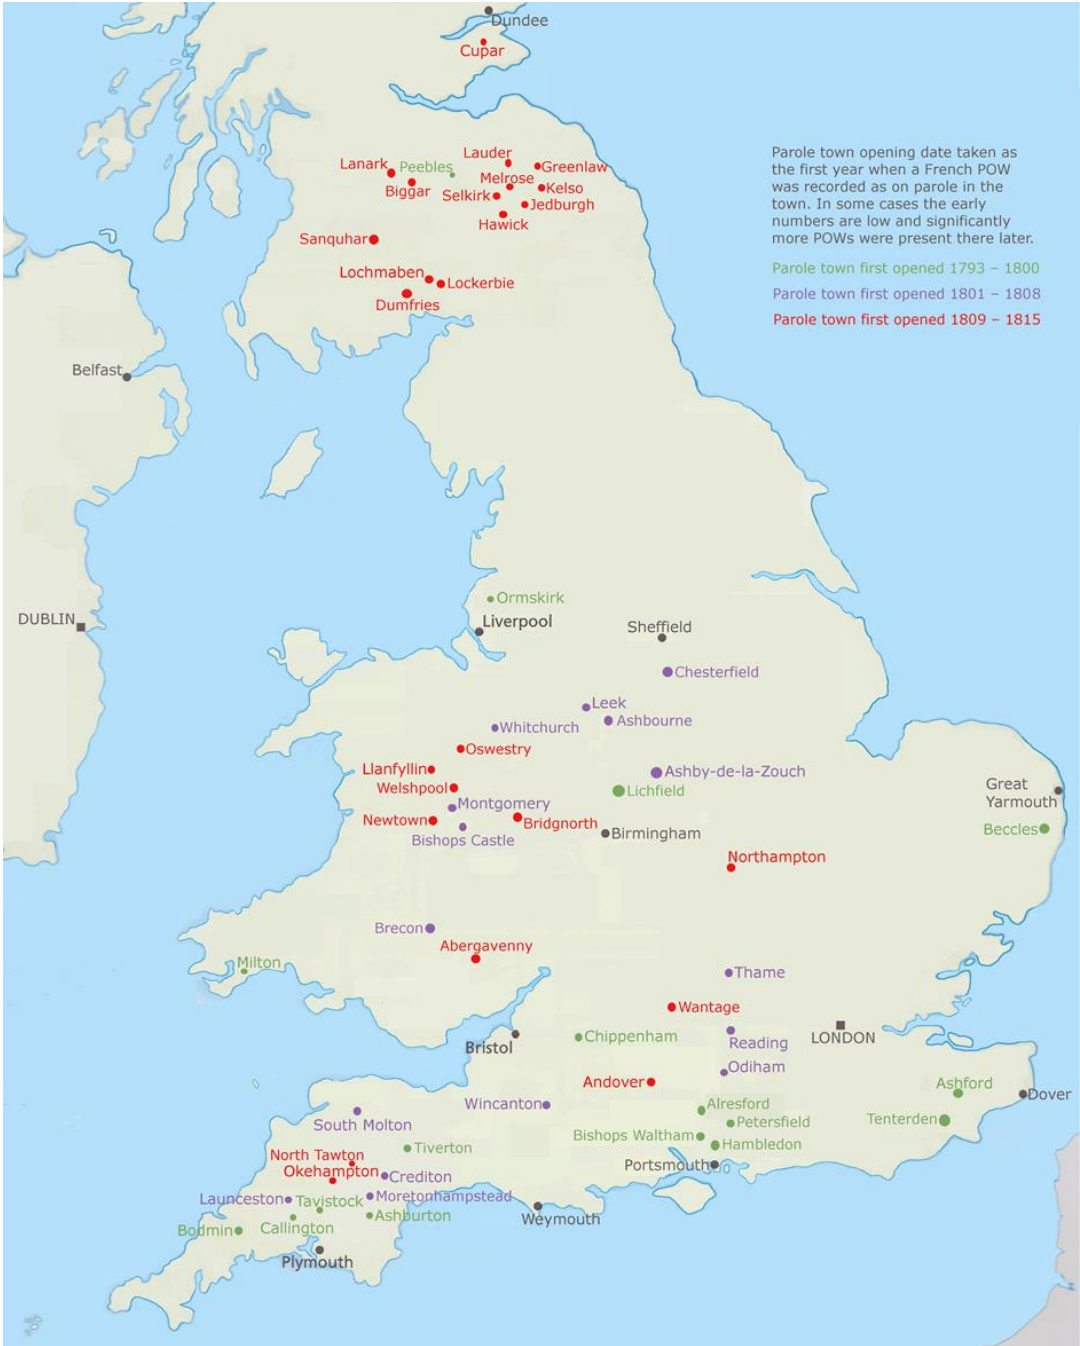 Dundee
Cupar
Lauder
Lanark
Peebles
Greenlaw
Melrose
Biggar
Selkirk
Kelso
Jedburgh
Hawick
Sanquhar
Lochmaben
Lockerbie
Dumfries
Parole town opening date taken as
the first year when a French POW
was recorded as on parole in the
town. In some cases the early
numbers are low and significantly
more POWs were present there later.
Parole town first opened 1793 – 1800
Parole town first opened 1801 – 1808
Parole town first opened 1809 – 1815
Belfast
Ormskirk
DUBLIN
Liverpool
Sheffield
Chesterfield
Leek
Ashbourne
Whitchurch
Oswestry
Llanfyllin
Ashby-de-la-Zouch
Welshpool
Lichfield
Great
Yarmouth
Montgomery
Newtown
Bridgnorth
Beccles
Birmingham
Bishops Castle
Northampton
Brecon
Abergavenny
Milton
Thame
Wantage
Chippenham
LONDON
Bristol
Reading
Odiham
Andover
Ashford
Dover
Wincanton
Alresford
South Molton
Petersfield
Tenterden
Bishops Waltham
Hambledon
Tiverton
North Tawton
Portsmouth
Okehampton
Crediton
Launceston
Tavistock
Moretonhampstead
Ashburton
Weymouth
Bodmin
Callington
Plymouth